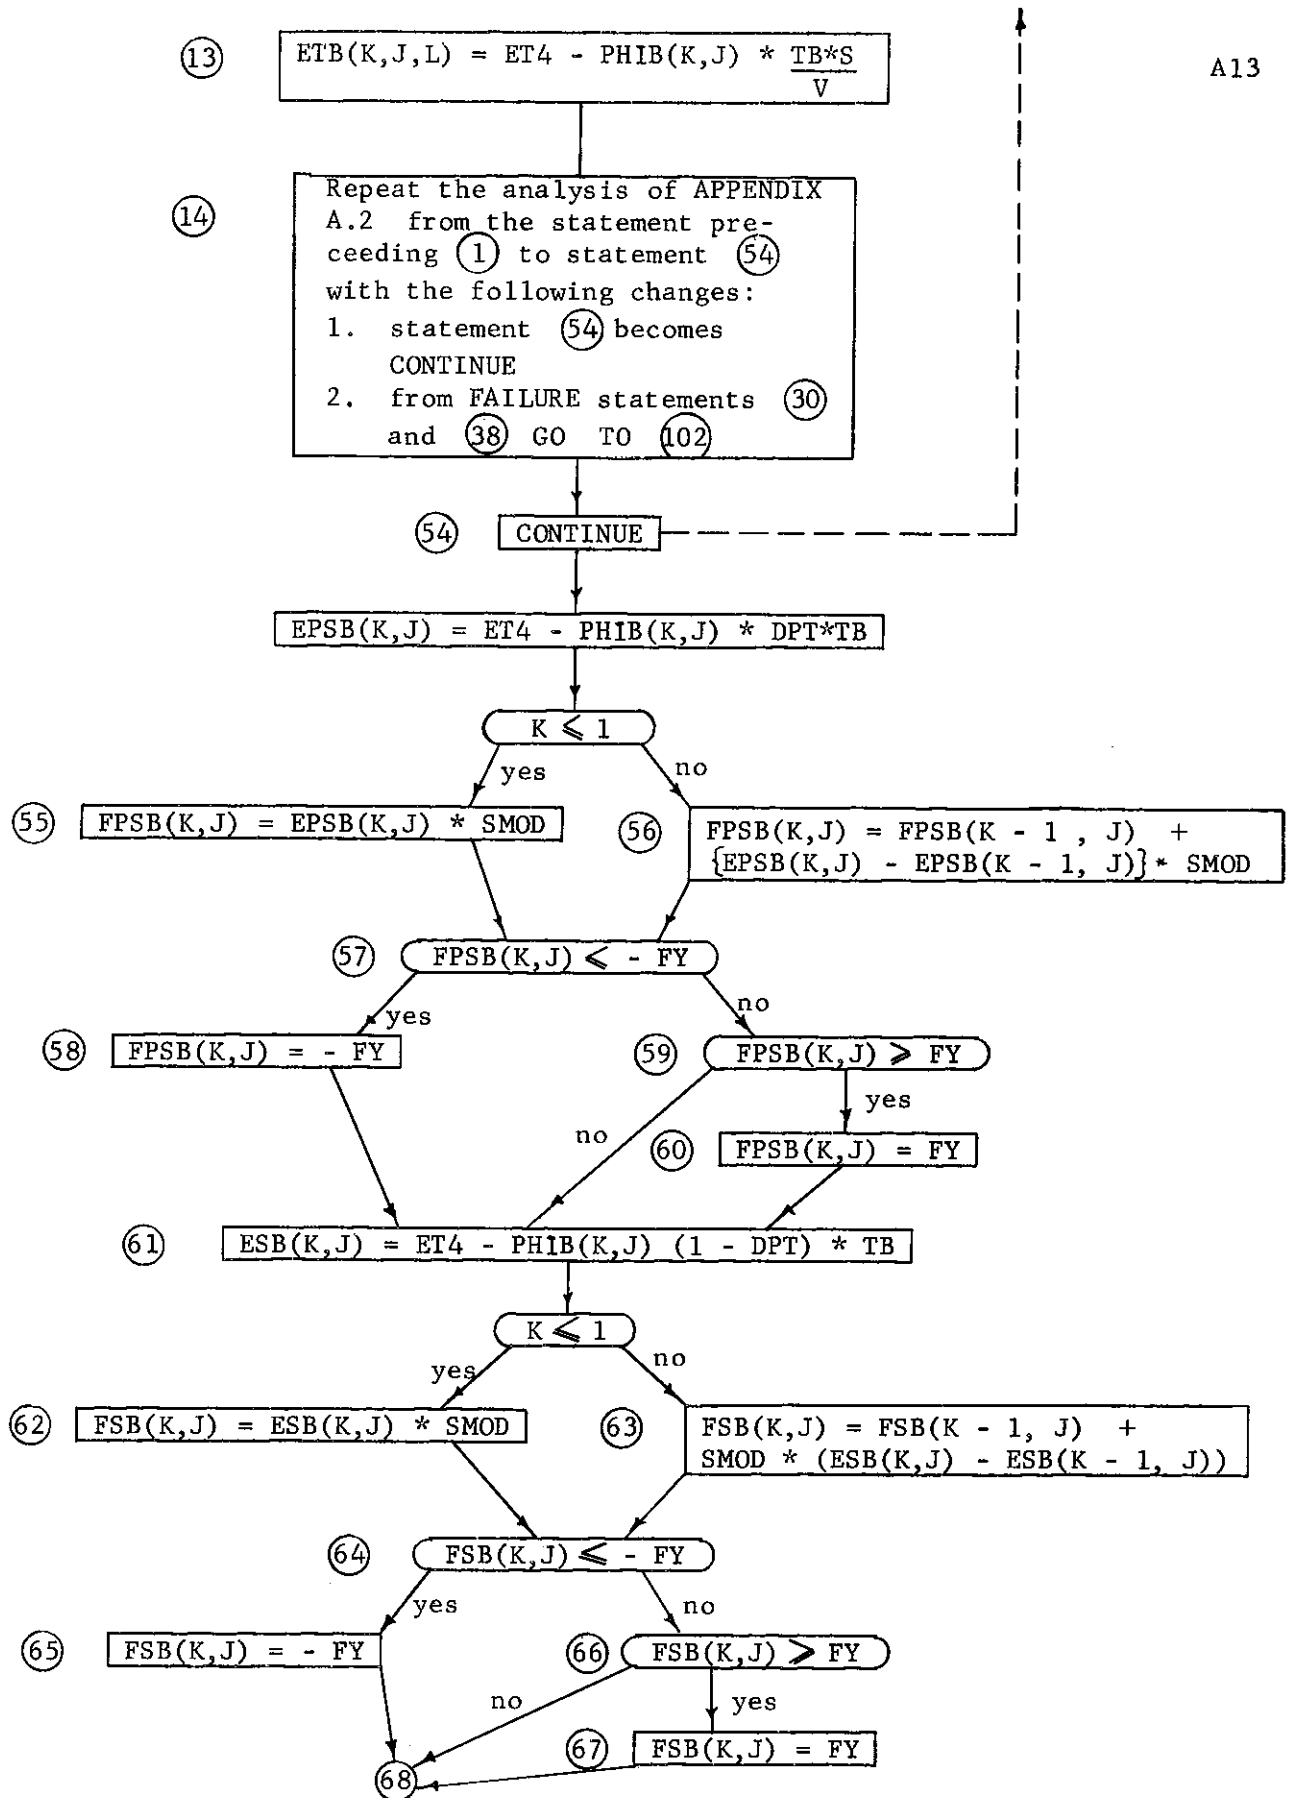 A13
13 ETB(K,J,L) = ET4 - PHIB(K,J) * TB*S
V
14 Repeat the analysis of APPENDIX
A.2 from the statement pre-
ceeding 1 to statement 54
with the following changes:
1. statement 54 becomes
CONTINUE
2. from FAILURE statements 30
and 38 GO TO 102
54 CONTINUE
EPSB(K,J) = ET4 - PHIB(K,J) * DPT*TB
K ⩽ 1
yes no
55 FPSB(K,J) = EPSB(K,J) * SMOD
56 FPSB(K,J) = FPSB(K - 1 , J) +
{EPSB(K,J) - EPSB(K - 1, J)} * SMOD
57 FPSB(K,J) ⩽ - FY
yes no
58 FPSB(K,J) = - FY
59 FPSB(K,J) ⩾ FY
yes
no
60 FPSB(K,J) = FY
61 ESB(K,J) = ET4 - PHIB(K,J) (1 - DPT) * TB
K ⩽ 1
yes no
62 FSB(K,J) = ESB(K,J) * SMOD
63 FSB(K,J) = FSB(K - 1, J) +
SMOD * (ESB(K,J) - ESB(K - 1, J))
64 FSB(K,J) ⩽ - FY
yes no
65 FSB(K,J) = - FY
66 FSB(K,J) ⩾ FY
no yes
67 FSB(K,J) = FY
68